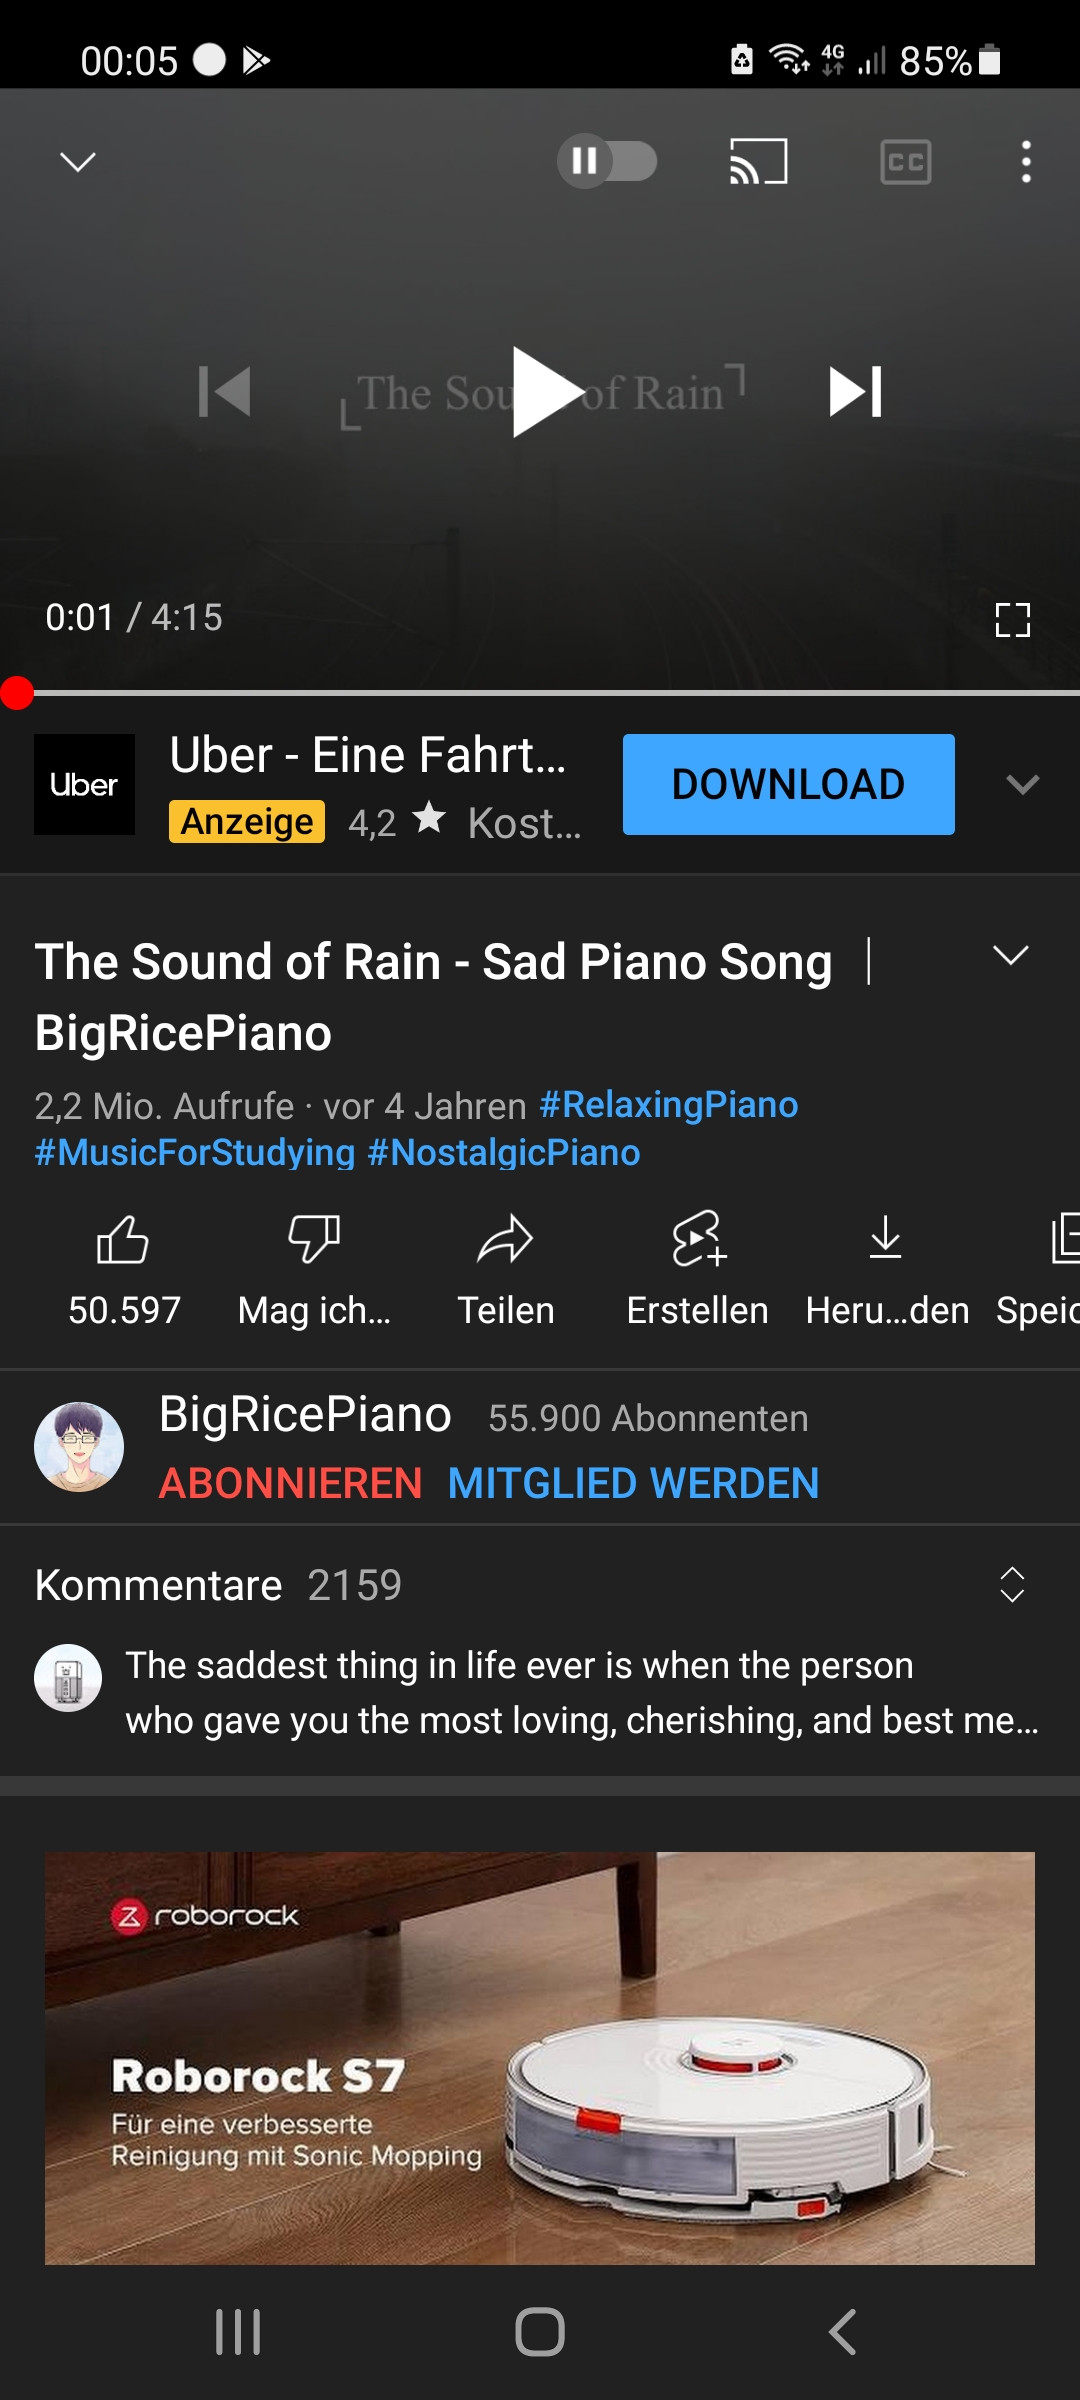 00:05
4G
85%
CC
The Sou of Rain
0:01 / 4:15
Uber
Uber - Eine Fahrt...
DOWNLOAD
Anzeige 4,2 ★ Kost...
The Sound of Rain - Sad Piano Song ｜
BigRicePiano
2,2 Mio. Aufrufe · vor 4 Jahren #RelaxingPiano
#MusicForStudying #NostalgicPiano
50.597 Mag ich... Teilen Erstellen Heru...den Speic
BigRicePiano 55.900 Abonnenten
ABONNIEREN MITGLIED WERDEN
Kommentare 2159
The saddest thing in life ever is when the person
who gave you the most loving, cherishing, and best me...
roborock
Roborock S7
Für eine verbesserte
Reinigung mit Sonic Mopping